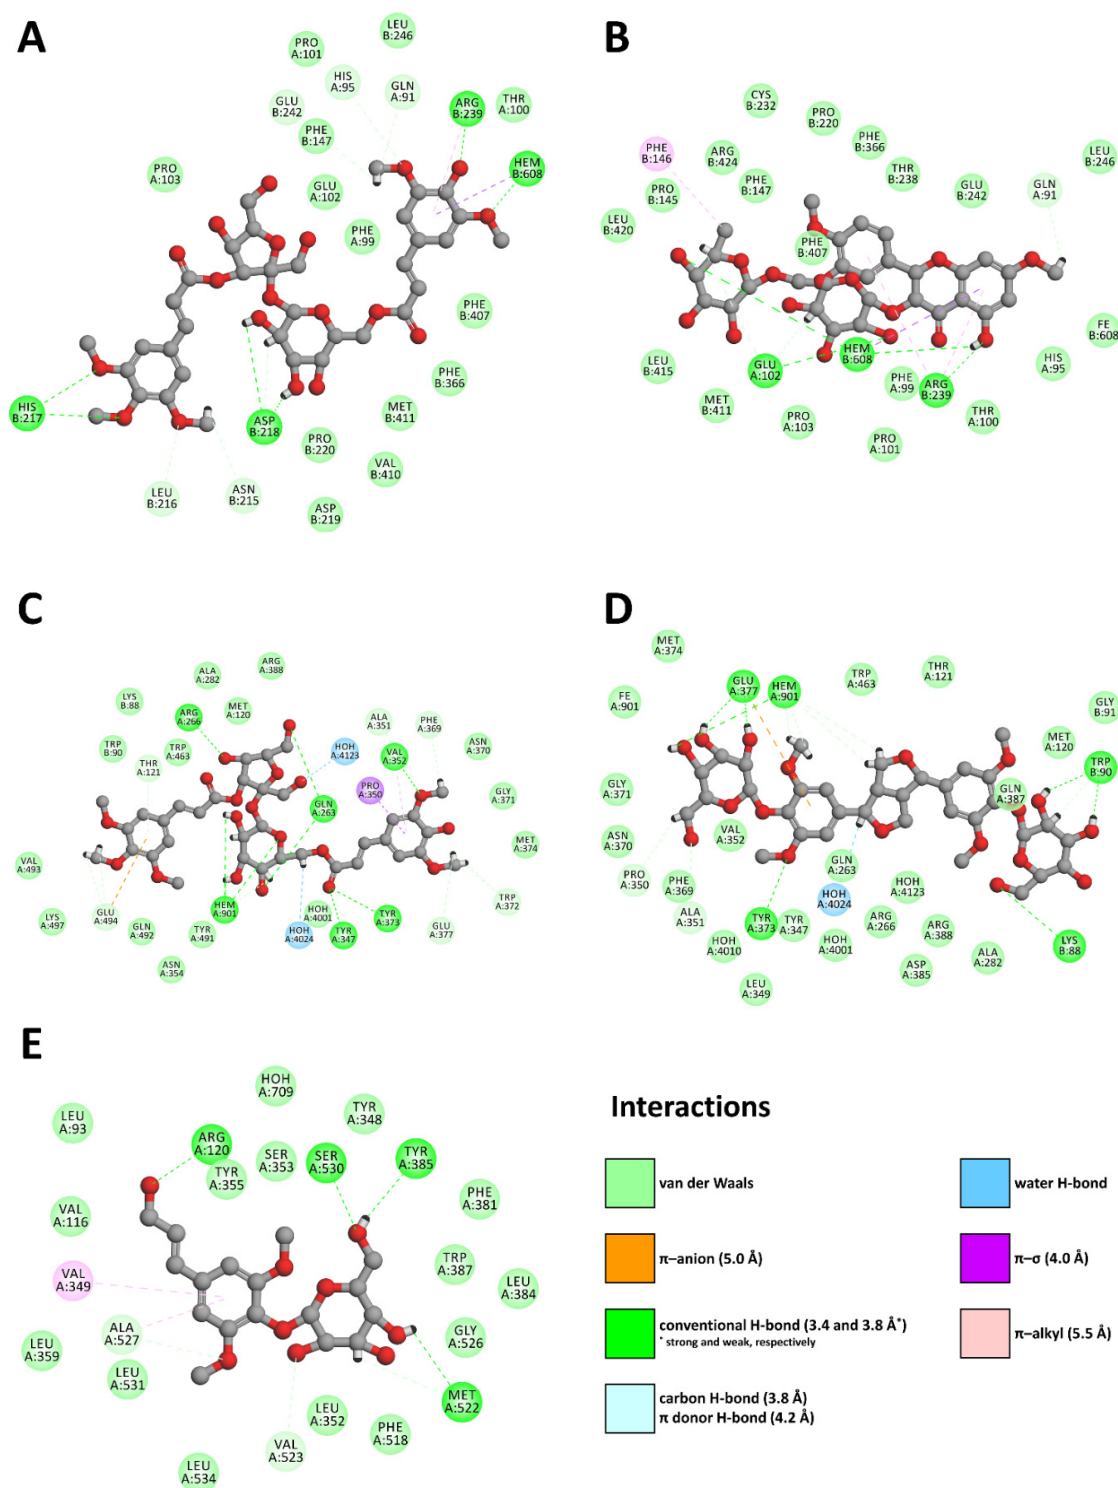 A
LEU
B:246
PRO
A:101
HIS
A:95
GLN
A:91
GLU
B:242
ARG
B:239
THR
A:100
PHE
B:147
HEM
B:608
PRO
A:103
GLU
A:102
PHE
A:99
PHE
B:407
PHE
B:366
HIS
B:217
MET
B:411
ASP
B:218
PRO
B:220
VAL
B:410
LEU
B:216
ASN
B:215
ASP
B:219
B
CYS
B:232
PRO
B:220
PHE
B:366
PHE
B:146
ARG
B:424
THR
B:238
LEU
B:246
PRO
B:145
PHE
B:147
GLU
B:242
GLN
A:91
LEU
B:420
PHE
B:407
FE
B:608
HEM
B:608
LEU
B:415
GLU
A:102
HIS
A:95
PHE
A:99
ARG
B:239
MET
B:411
PRO
A:103
THR
A:100
PRO
A:101
C
ARG
A:388
ALA
A:282
LYS
B:88
ARG
A:266
MET
A:120
ALA
A:351
PHE
A:369
TRP
B:90
THR
A:121
TRP
A:463
HOH
A:4123
VAL
A:352
ASN
A:370
PRO
A:350
GLY
A:371
GLN
A:263
MET
A:374
VAL
A:493
HEM
A:901
HOH
A:4001
TYR
A:373
TRP
A:372
GLU
A:494
LYS
A:497
GLN
A:492
TYR
A:491
HOH
A:4024
TYR
A:347
GLU
A:377
ASN
A:354
D
MET
A:374
GLU
A:377
HEM
A:901
TRP
A:463
THR
A:121
FE
A:901
GLY
B:91
MET
A:120
TRP
B:90
GLY
A:371
GLN
A:387
VAL
A:352
ASN
A:370
GLN
A:263
PRO
A:350
PHE
A:369
HOH
A:4123
HOH
A:4024
ALA
A:351
TYR
A:373
TYR
A:347
ARG
A:266
ARG
A:388
LYS
B:88
HOH
A:4010
HOH
A:4001
ALA
A:282
ASP
A:385
LEU
A:349
E
HOH
A:709
LEU
A:93
TYR
A:348
ARG
A:120
SER
A:353
SER
A:530
TYR
A:385
TYR
A:355
PHE
A:381
VAL
A:116
TRP
A:387
VAL
A:349
LEU
A:384
ALA
A:527
GLY
A:526
LEU
A:359
LEU
A:531
MET
A:522
LEU
A:352
PHE
A:518
VAL
A:523
LEU
A:534
Interactions
van der Waals
water H-bond
π–anion (5.0 Å)
π–σ (4.0 Å)
conventional H-bond (3.4 and 3.8 Å*)
* strong and weak, respectively
π–alkyl (5.5 Å)
carbon H-bond (3.8 Å)
π donor H-bond (4.2 Å)